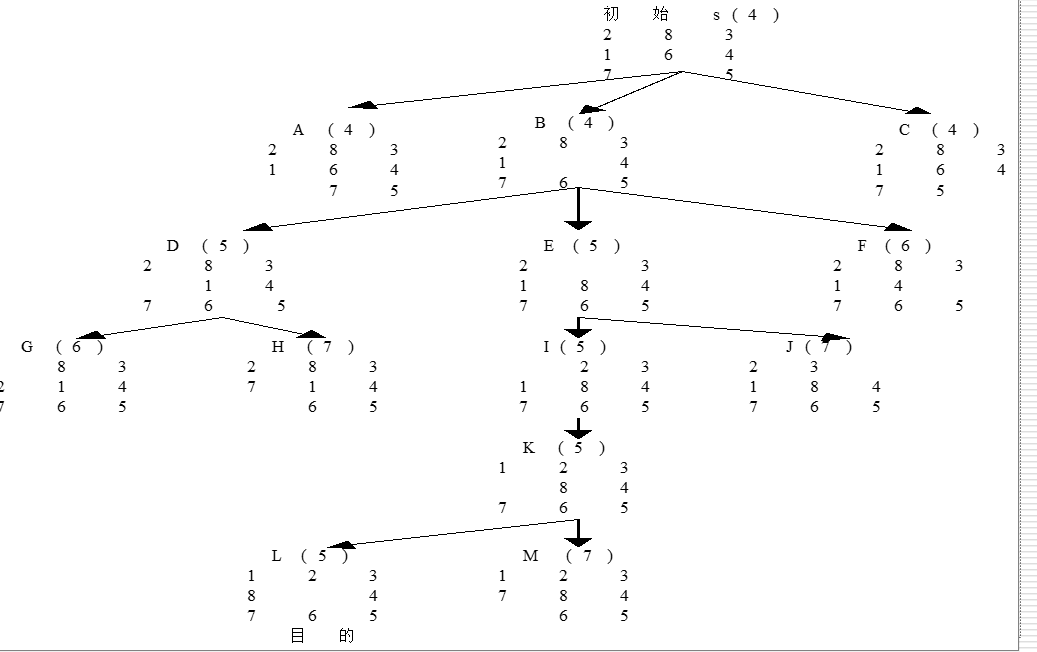 初 始 s(4)
2 8 3
1 6 4
7 5
A (4) B (4) C (4)
2 8 3 2 8 3 2 8 3
1 6 4 1 4 1 6 4
7 5 7 6 5 7 5
D (5) E (5) F (6)
2 8 3 2 3 2 8 3
1 4 1 8 4 1 4
7 6 5 7 6 5 7 6 5
G (6) H (7) I(5) J(7)
8 3 2 8 3 2 3 2 3
2 1 4 7 1 4 1 8 4 1 8 4
7 6 5 6 5 7 6 5 7 6 5
K (5)
1 2 3
8 4
7 6 5
L (5) M (7)
1 2 3 1 2 3
8 4 7 8 4
7 6 5 6 5
目 的